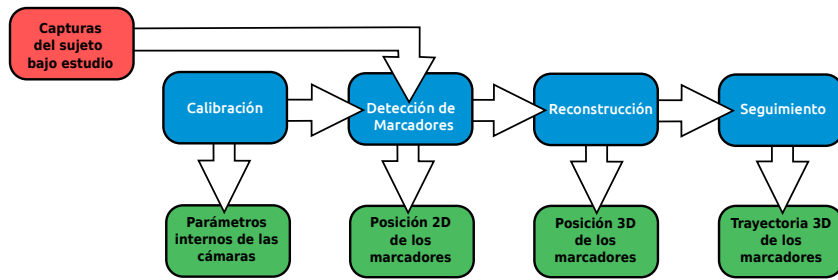 Capturas
del sujeto
bajo estudio
Calibración
Detección de
Marcadores
Reconstrucción
Seguimiento
Parámetros
internos de las
cámaras
Posición 2D
de los
marcadores
Posición 3D
de los
marcadores
Trayectoria 3D
de los
marcadores